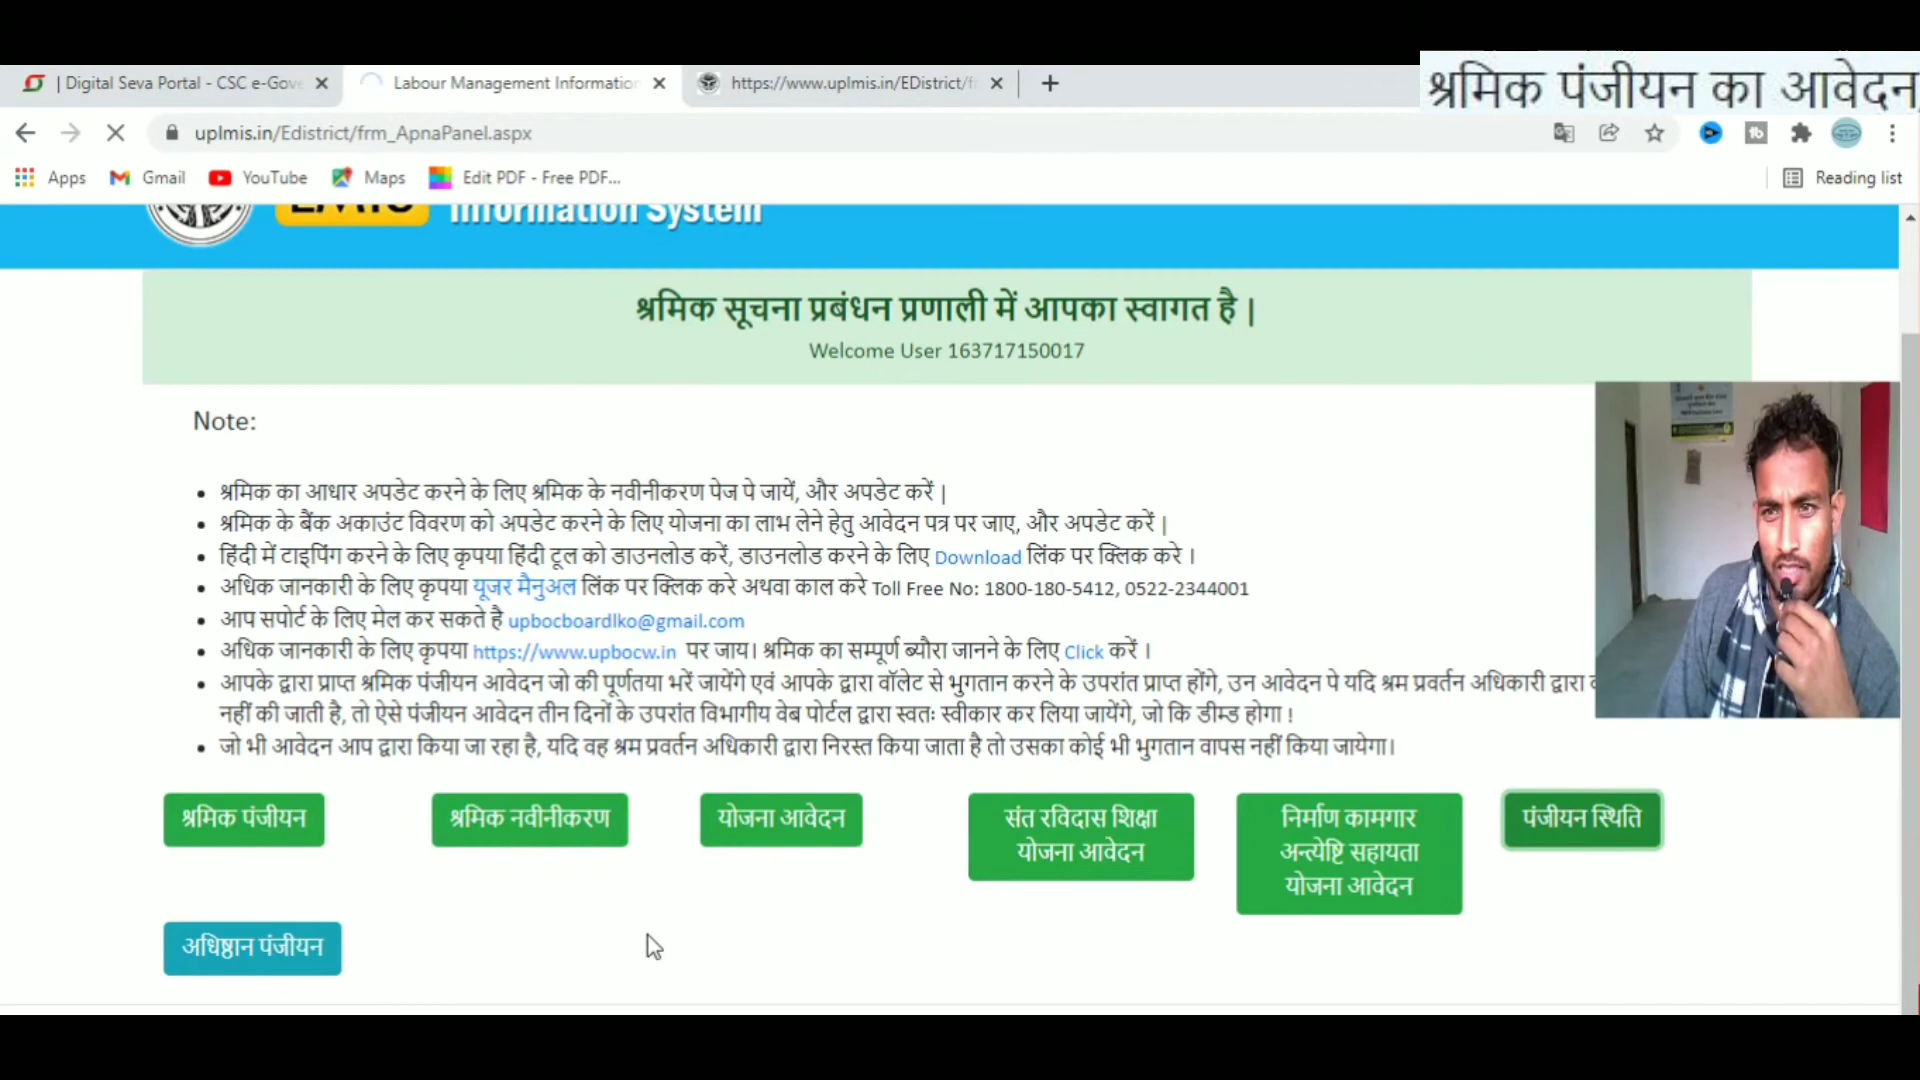 श्रमिक पंजीयन का आवेदन,
| Digital Seva Portal - CSC e-Gove
Labour Management Information
https://www.uplmis.in/EDistrict/f
uplmis.in/Edistrict/frm_ApnaPanel.aspx
Apps
Gmail
YouTube
Maps
Edit PDF - Free PDF...
Reading list
LMIS
Information System
श्रमिक सूचना प्रबंधन प्रणाली में आपका स्वागत है |
Welcome User 163717150017
Note:
• श्रमिक का आधार अपडेट करने के लिए श्रमिक के नवीनीकरण पेज पे जायें, और अपडेट करें |
• श्रमिक के बैंक अकाउंट विवरण को अपडेट करने के लिए योजना का लाभ लेने हेतु आवेदन पत्र पर जाए, और अपडेट करें |
• हिंदी में टाइपिंग करने के लिए कृपया हिंदी टूल को डाउनलोड करें, डाउनलोड करने के लिए Download लिंक पर क्लिक करे ।
• अधिक जानकारी के लिए कृपया यूजर मैनुअल लिंक पर क्लिक करे अथवा काल करे Toll Free No: 1800-180-5412, 0522-2344001
• आप सपोर्ट के लिए मेल कर सकते है upbocboardlko@gmail.com
• अधिक जानकारी के लिए कृपया https://www.upbocw.in पर जाय। श्रमिक का सम्पूर्ण ब्यौरा जानने के लिए Click करें ।
• आपके द्वारा प्राप्त श्रमिक पंजीयन आवेदन जो की पूर्णतया भरें जायेंगे एवं आपके द्वारा वॉलेट से भुगतान करने के उपरांत प्राप्त होंगे, उन आवेदन पे यदि श्रम प्रवर्तन अधिकारी द्वारा
नहीं की जाती है, तो ऐसे पंजीयन आवेदन तीन दिनों के उपरांत विभागीय वेब पोर्टल द्वारा स्वतः स्वीकार कर लिया जायेंगे, जो कि डीम्ड होगा !
• जो भी आवेदन आप द्वारा किया जा रहा है, यदि वह श्रम प्रवर्तन अधिकारी द्वारा निरस्त किया जाता है तो उसका कोई भी भुगतान वापस नहीं किया जायेगा।
श्रमिक पंजीयन
श्रमिक नवीनीकरण
योजना आवेदन
संत रविदास शिक्षा
योजना आवेदन
निर्माण कामगार
अन्त्येष्टि सहायता
योजना आवेदन
पंजीयन स्थिति
अधिष्ठान पंजीयन